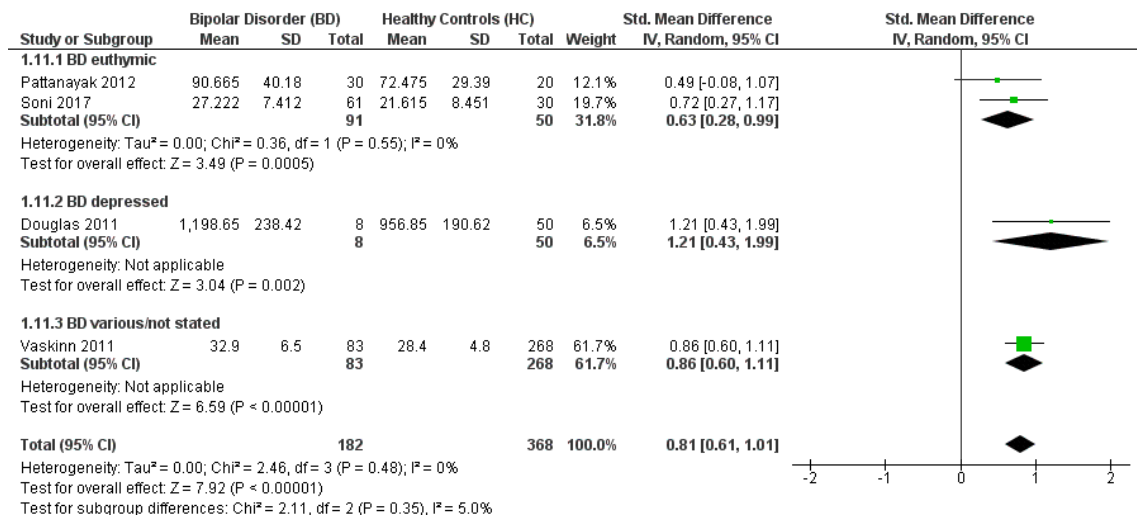 Bipolar Disorder (BD) Healthy Controls (HC) Std. Mean Difference Std. Mean Difference
Study or Subgroup Mean SD Total Mean SD Total Weight IV, Random, 95% CI IV, Random, 95% CI
1.11.1 BD euthymic
Pattanayak 2012 90.665 40.18 30 72.475 29.39 20 12.1% 0.49 [-0.08, 1.07]
Soni 2017 27.222 7.412 61 21.615 8.451 30 19.7% 0.72 [0.27, 1.17]
Subtotal (95% CI) 91 50 31.8% 0.63 [0.28, 0.99]
Heterogeneity: Tau² = 0.00; Chi² = 0.36, df = 1 (P = 0.55); I² = 0%
Test for overall effect: Z = 3.49 (P = 0.0005)
1.11.2 BD depressed
Douglas 2011 1,198.65 238.42 8 956.85 190.62 50 6.5% 1.21 [0.43, 1.99]
Subtotal (95% CI) 8 50 6.5% 1.21 [0.43, 1.99]
Heterogeneity: Not applicable
Test for overall effect: Z = 3.04 (P = 0.002)
1.11.3 BD various/not stated
Vaskinn 2011 32.9 6.5 83 28.4 4.8 268 61.7% 0.86 [0.60, 1.11]
Subtotal (95% CI) 83 268 61.7% 0.86 [0.60, 1.11]
Heterogeneity: Not applicable
Test for overall effect: Z = 6.59 (P < 0.00001)
Total (95% CI) 182 368 100.0% 0.81 [0.61, 1.01]
Heterogeneity: Tau² = 0.00; Chi² = 2.46, df = 3 (P = 0.48); I² = 0%
Test for overall effect: Z = 7.92 (P < 0.00001)
Test for subgroup differences: Chi² = 2.11, df = 2 (P = 0.35), I² = 5.0%
-2 -1 0 1 2